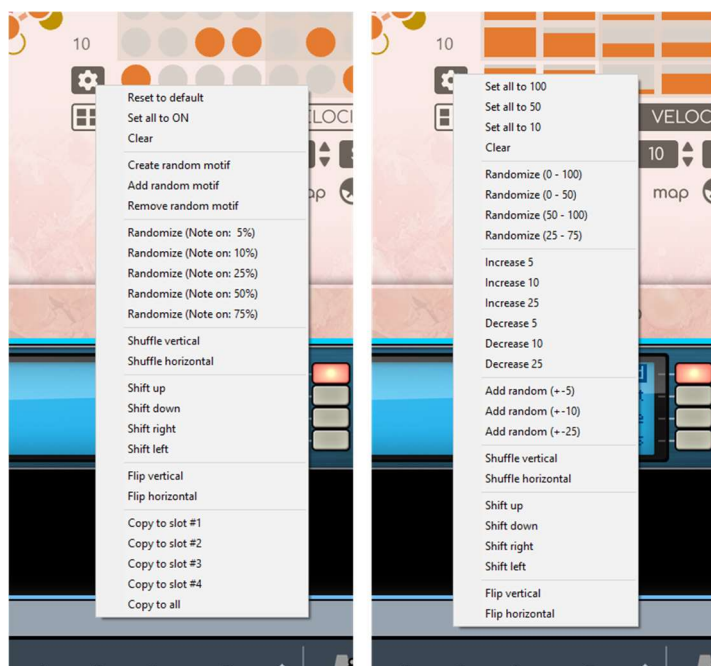 10
Reset to default
Set all to ON
Clear
Create random motif
Add random motif
Remove random motif
Randomize (Note on:  5%)
Randomize (Note on: 10%)
Randomize (Note on: 25%)
Randomize (Note on: 50%)
Randomize (Note on: 75%)
Shuffle vertical
Shuffle horizontal
Shift up
Shift down
Shift right
Shift left
Flip vertical
Flip horizontal
Copy to slot #1
Copy to slot #2
Copy to slot #3
Copy to slot #4
Copy to all
10
Set all to 100
Set all to 50
Set all to 10
Clear
Randomize (0 - 100)
Randomize (0 - 50)
Randomize (50 - 100)
Randomize (25 - 75)
Increase 5
Increase 10
Increase 25
Decrease 5
Decrease 10
Decrease 25
Add random (+-5)
Add random (+-10)
Add random (+-25)
Shuffle vertical
Shuffle horizontal
Shift up
Shift down
Shift right
Shift left
Flip vertical
Flip horizontal
VELOC
10
map